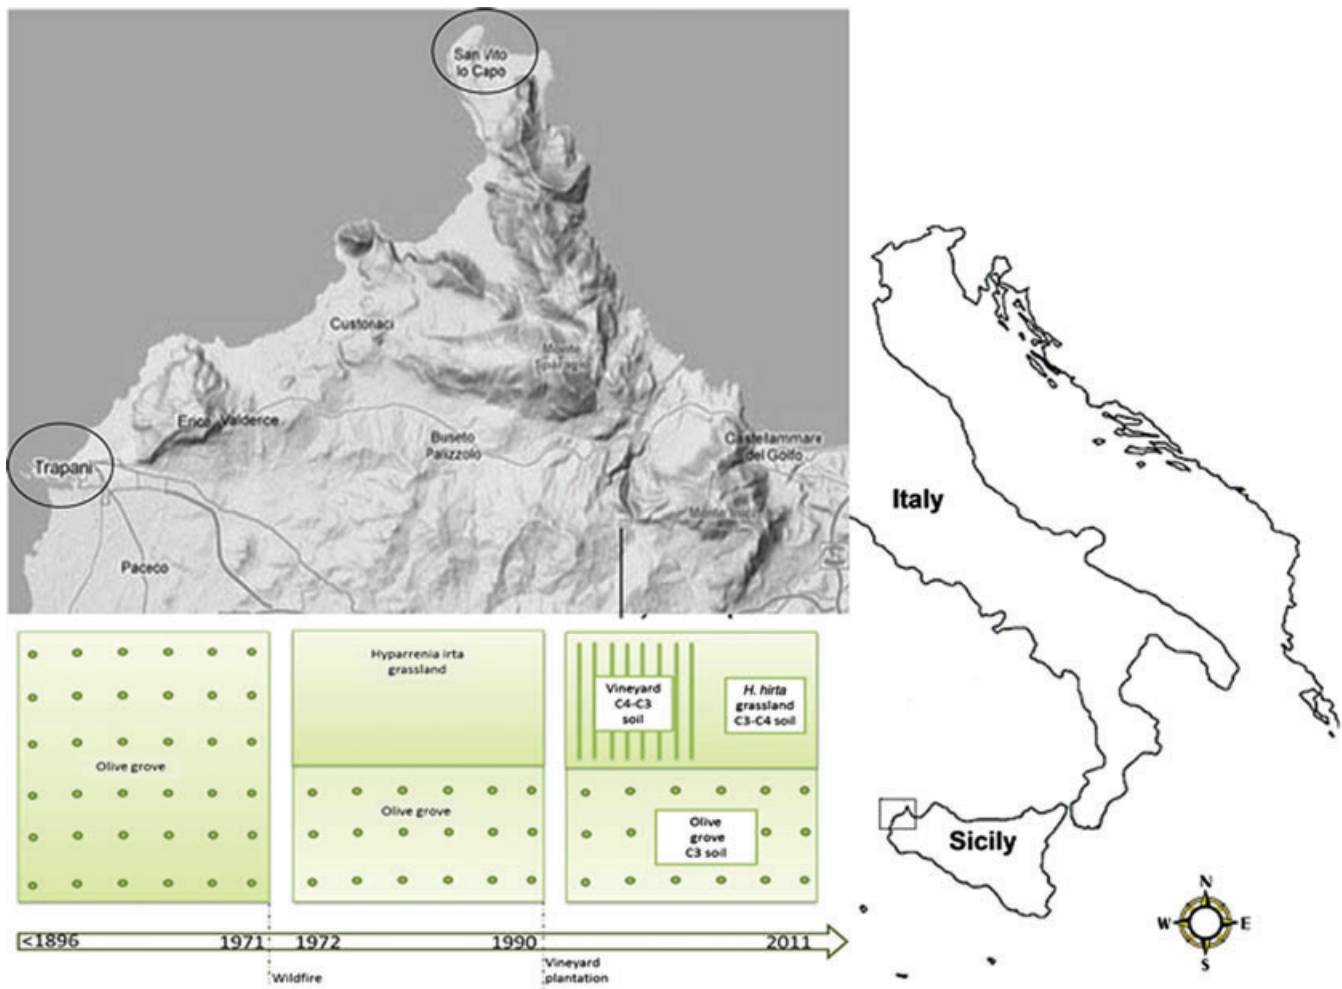 San Vito
lo Capo
Custonaci
Monte
Sparagio
Erice Valderce
Buseto
Palizzolo
Castellammare
del Golfo
Trapani
Paceco
Italy
Sicily
N
W E
S
Olive grove
Hyparrenia irta
grassland
Olive grove
Vineyard
C4-C3
soil
H. hirta
grassland
C3-C4 soil
Olive
grove
C3 soil
<1896 1971 1972 1990 2011
Wildfire
Vineyard
plantation